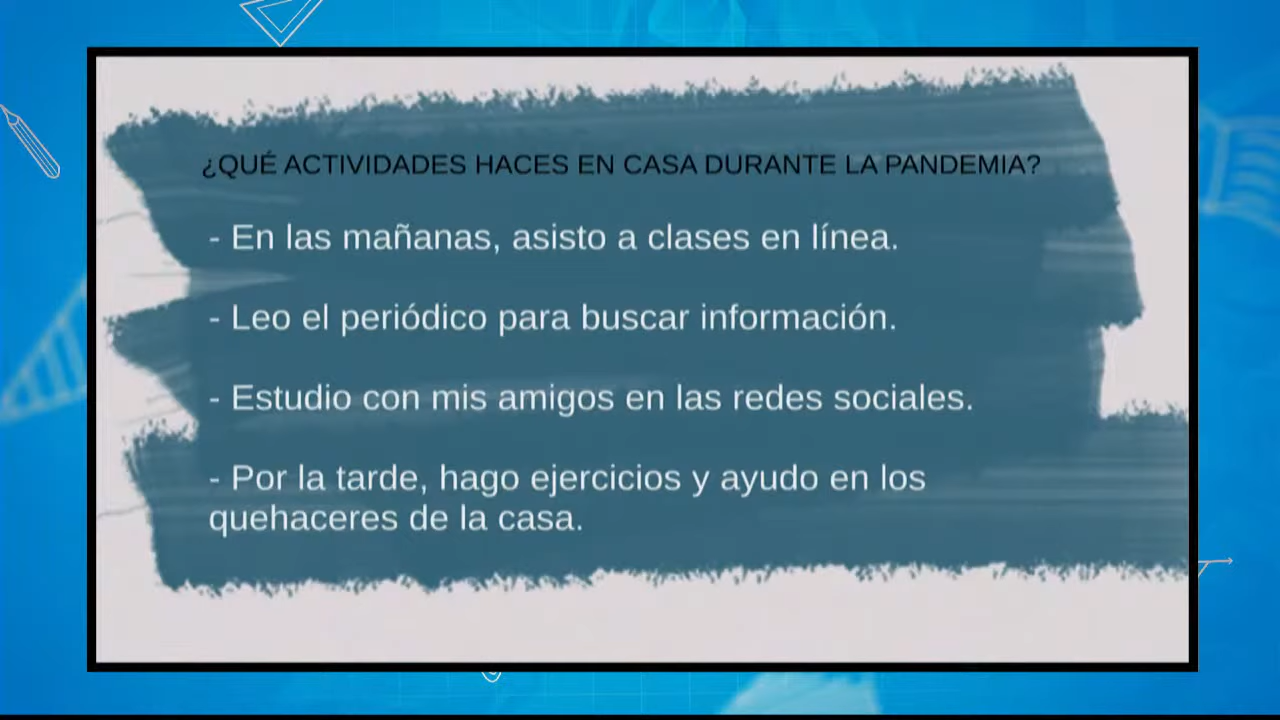 ¿QUÉ ACTIVIDADES HACES EN CASA DURANTE LA PANDEMIA?
- En las mañanas, asisto a clases en línea.
- Leo el periódico para buscar información.
- Estudio con mis amigos en las redes sociales.
- Por la tarde, hago ejercicios y ayudo en los
quehaceres de la casa.